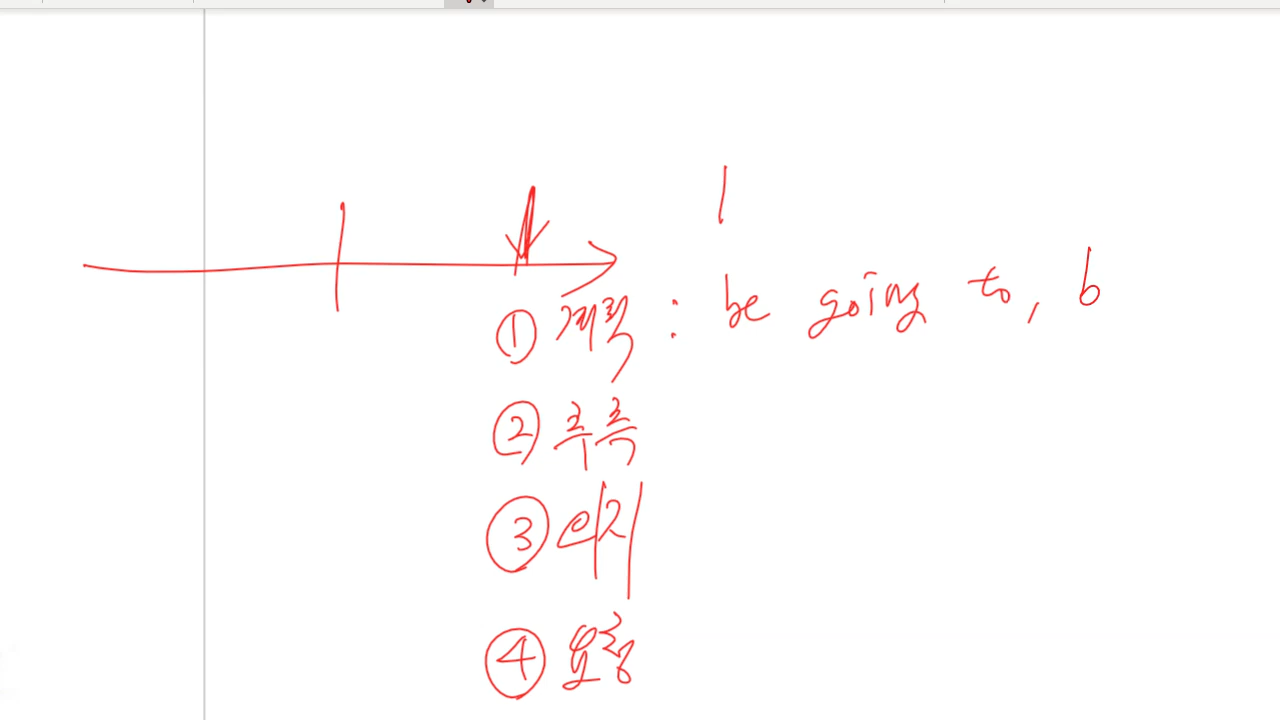 ① 계획 : be going to, b
② 추측
③ 의지
④ 요청